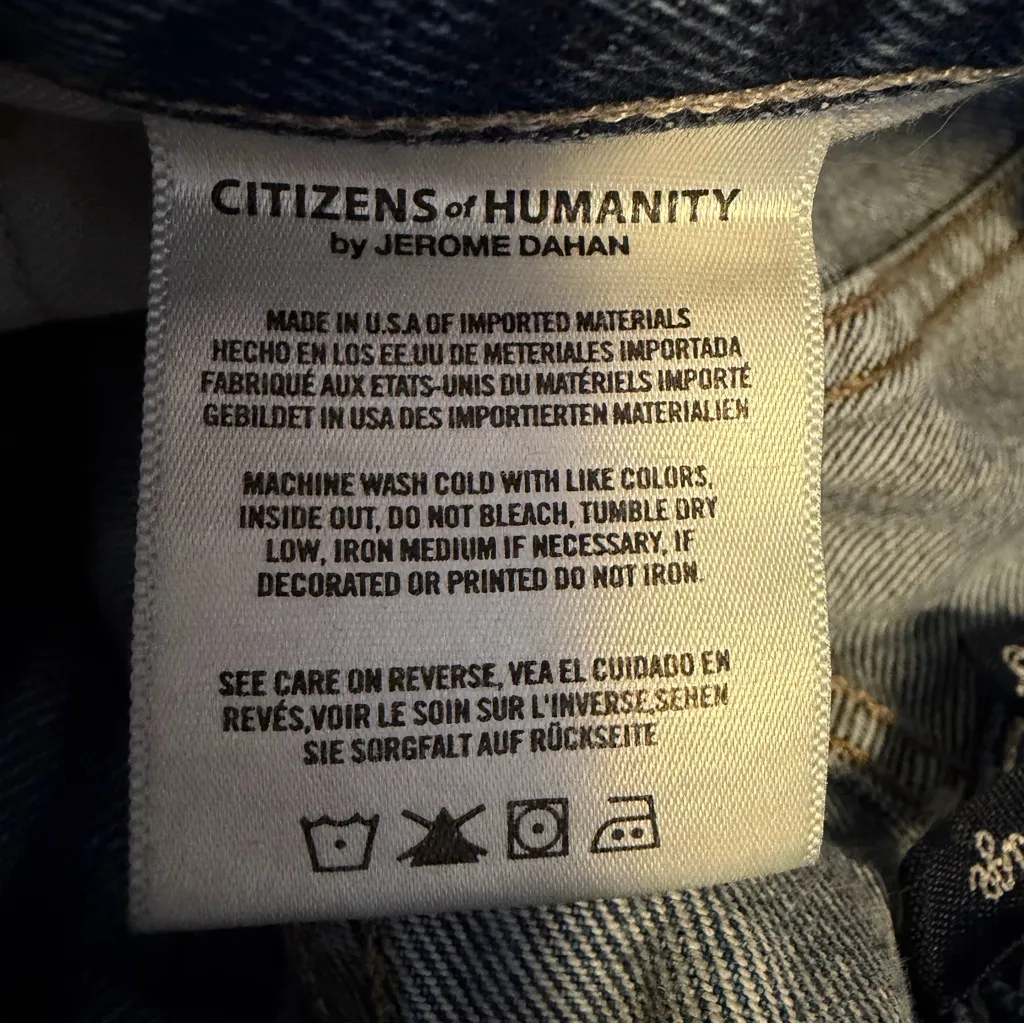 CITIZENS of HUMANITY
by JEROME DAHAN
MADE IN U.S.A OF IMPORTED MATERIALS
HECHO EN LOS EE.UU DE METERIALES IMPORTADA
FABRIQUÉ AUX ETATS-UNIS DU MATÉRIELS IMPORTÉ
GEBILDET IN USA DES IMPORTIERTEN MATERIALIEN
MACHINE WASH COLD WITH LIKE COLORS,
INSIDE OUT, DO NOT BLEACH, TUMBLE DRY
LOW, IRON MEDIUM IF NECESSARY, IF
DECORATED OR PRINTED DO NOT IRON.
SEE CARE ON REVERSE, VEA EL CUIDADO EN
REVÉS,VOIR LE SOIN SUR L'INVERSE,SEHEN
SIE SORGFALT AUF RÜCKSEITE